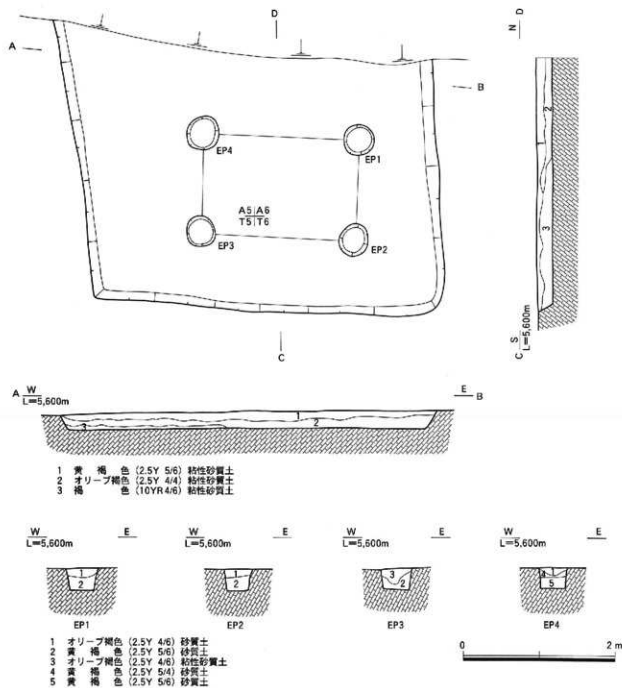 D
A
B
EP4
EP1
A5|A6
T5|T6
EP3
EP2
C
N D
2
1
3
C S
L=5,600m
A W
L=5,600m
E B
1
2
3
1 黄褐色 (2.5Y 5/6) 粘性砂質土
2 オリーブ褐色 (2.5Y 4/4) 粘性砂質土
3 褐色 (10YR 4/6) 粘性砂質土
W E W E W E W E
L=5,600m L=5,600m L=5,600m L=5,600m
1 1 3 4 1
2 2 2 5
EP1 EP2 EP3 EP4
1 オリーブ褐色 (2.5Y 4/6) 砂質土
2 黄褐色 (2.5Y 5/6) 砂質土
3 オリーブ褐色 (2.5Y 4/6) 粘性砂質土
4 黄褐色 (2.5Y 5/4) 砂質土
5 黄褐色 (2.5Y 5/6) 砂質土
0 2 m